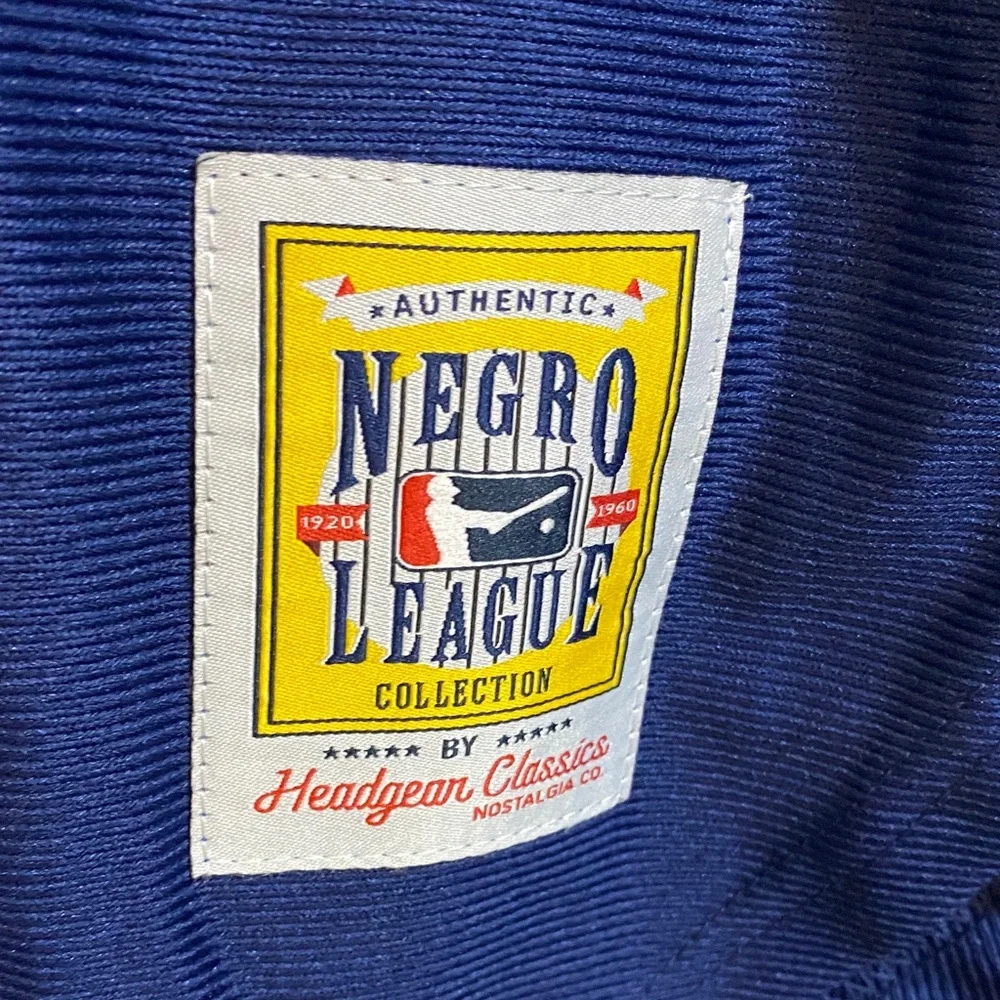 ★AUTHENTIC★
NEGRO
1920 1960
LEAGUE
COLLECTION
★★★★★ BY ★★★★★
Headgear Classics
NOSTALGIA CO.